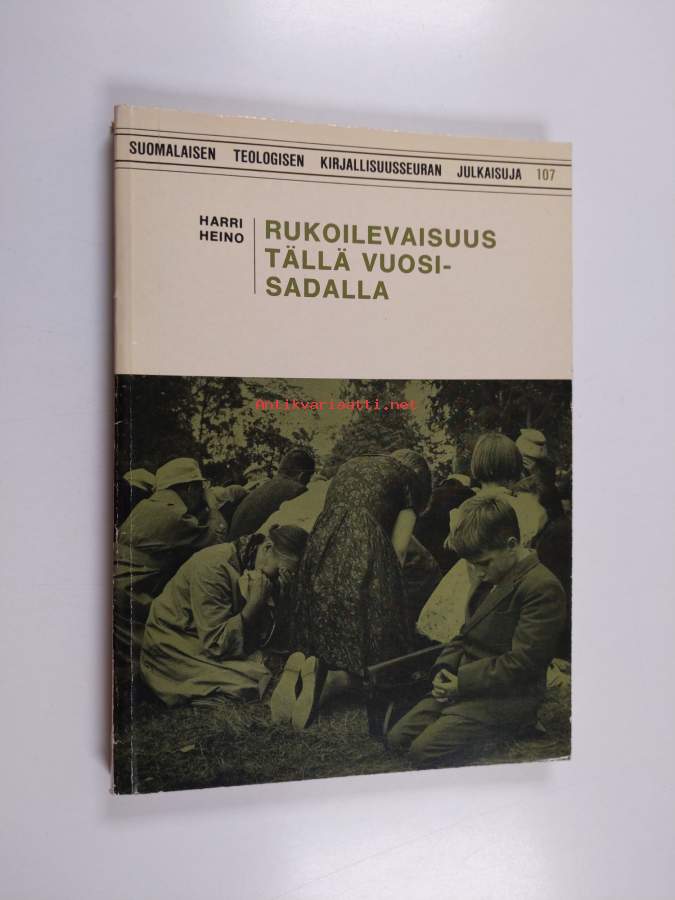 SUOMALAISEN TEOLOGISEN KIRJALLISUUSSEURAN JULKAISUJA 107
HARRI
HEINO
RUKOILEVAISUUS
TÄLLÄ VUOSI-
SADALLA
Antikvariaatti.net